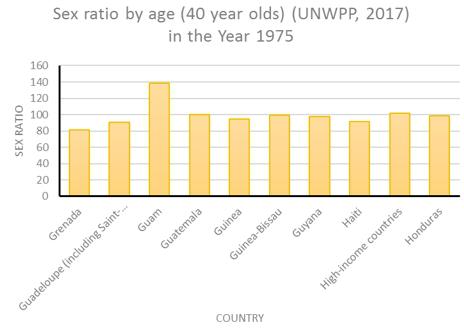 Sex ratio by age (40 year olds) (UNWPP, 2017)
in the Year 1975
160
140
120
100
80
60
40
20
0
SEX RATIO
Grenada
Guadeloupe (including Saint-...
Guam
Guatemala
Guinea
Guinea-Bissau
Guyana
Haiti
High-income countries
Honduras
COUNTRY